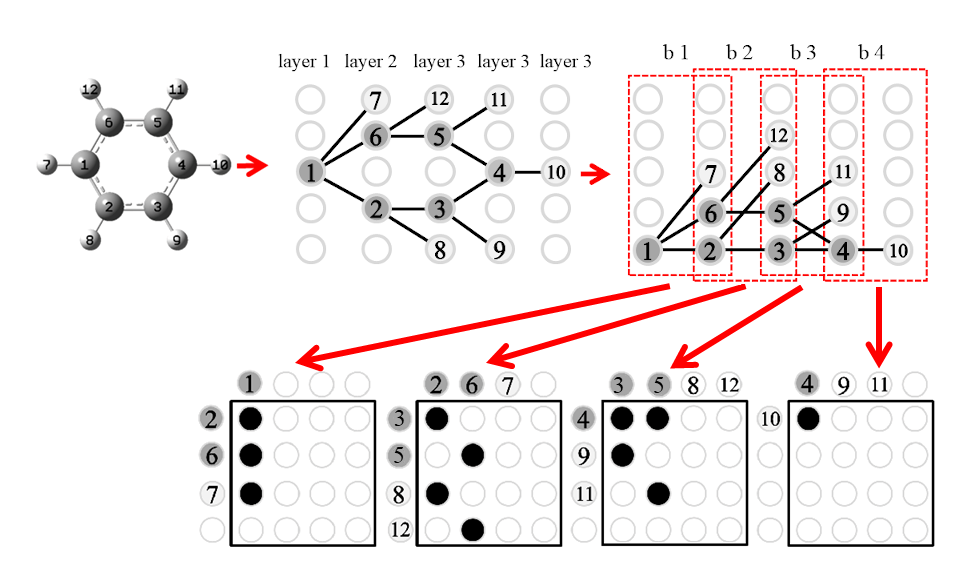 layer 1 layer 2 layer 3 layer 3 layer 3
b 1 b 2 b 3 b 4
12 11
6 5
7 1 4 10
2 3
8 9
7 12 11
6 5
1 4 10
2 3
8 9
12
7 8 11
6 5 9
1 2 3 4 10
1
2
6
7
2 6 7
3
5
8
12
3 5 8 12
4
9
11
4 9 11
10